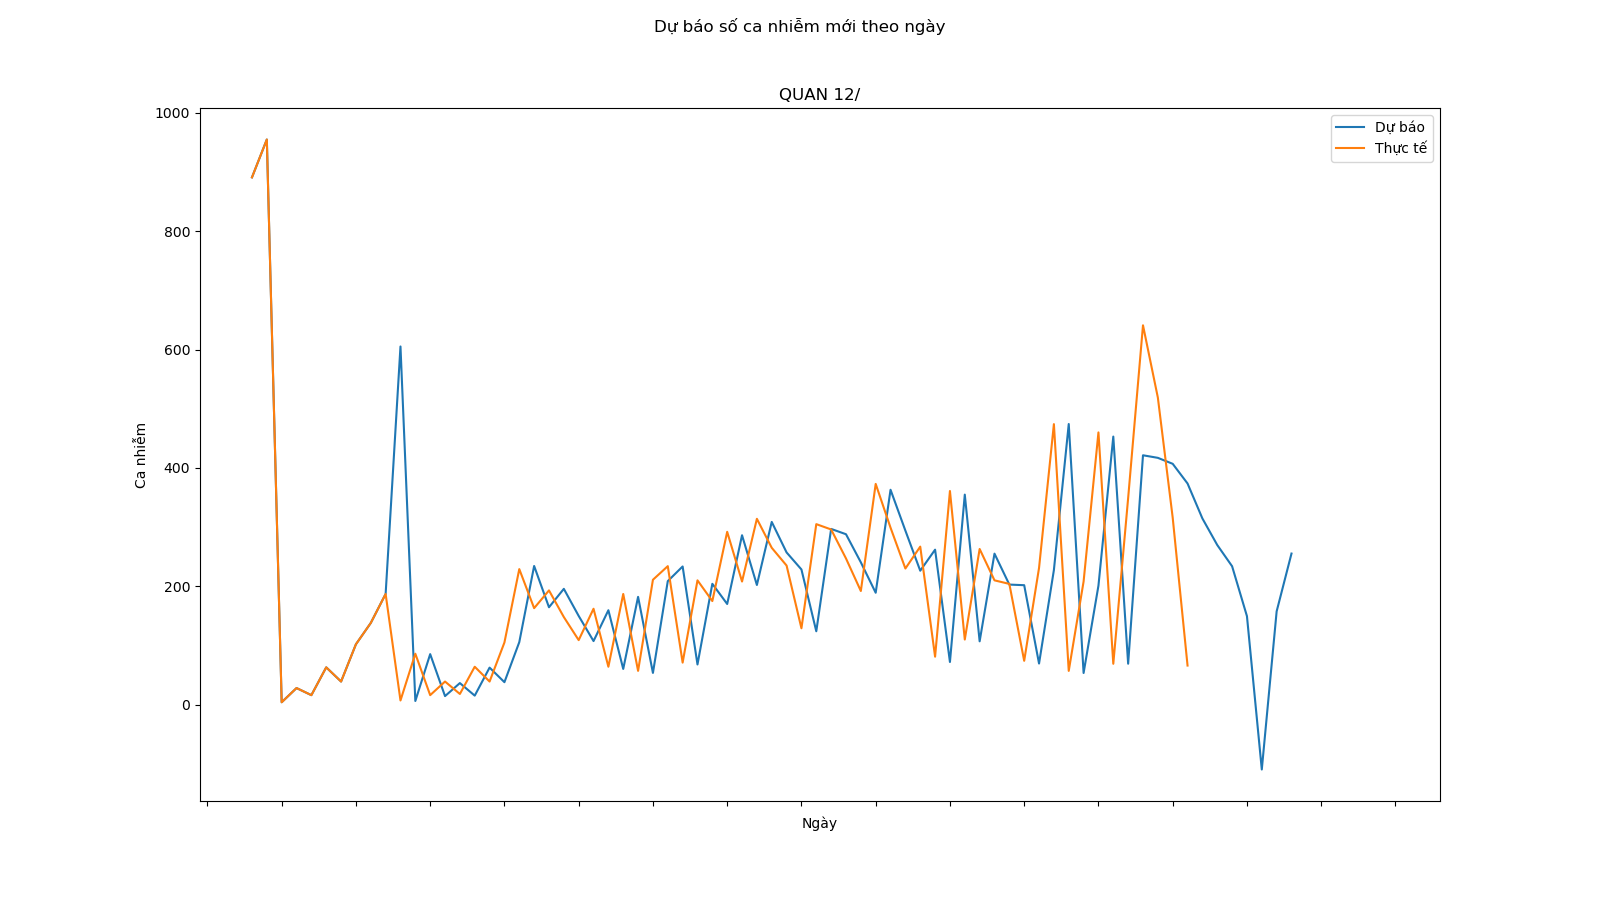 Dự báo số ca nhiễm mới theo ngày
QUAN 12/
1000
800
600
400
200
0
Ca nhiễm
Ngày
Dự báo
Thực tế